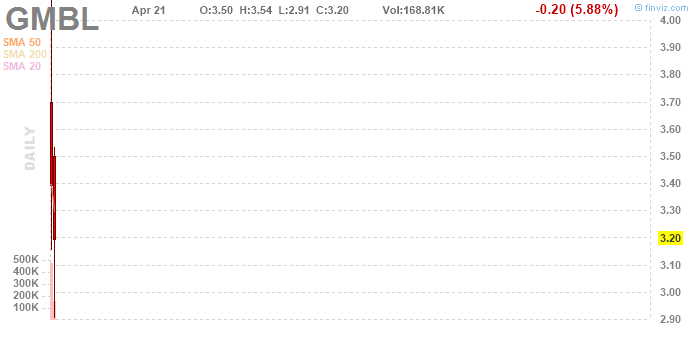 GMBL Apr 21 O:3.50 H:3.54 L:2.91 C:3.20 Vol:168.81K -0.20 (5.88%) © finviz.com
SMA 50
SMA 200
SMA 20
DAILY
4.00
3.90
3.80
3.70
3.60
3.50
3.40
3.30
3.20
3.10
3.00
2.90
500K
400K
300K
200K
100K